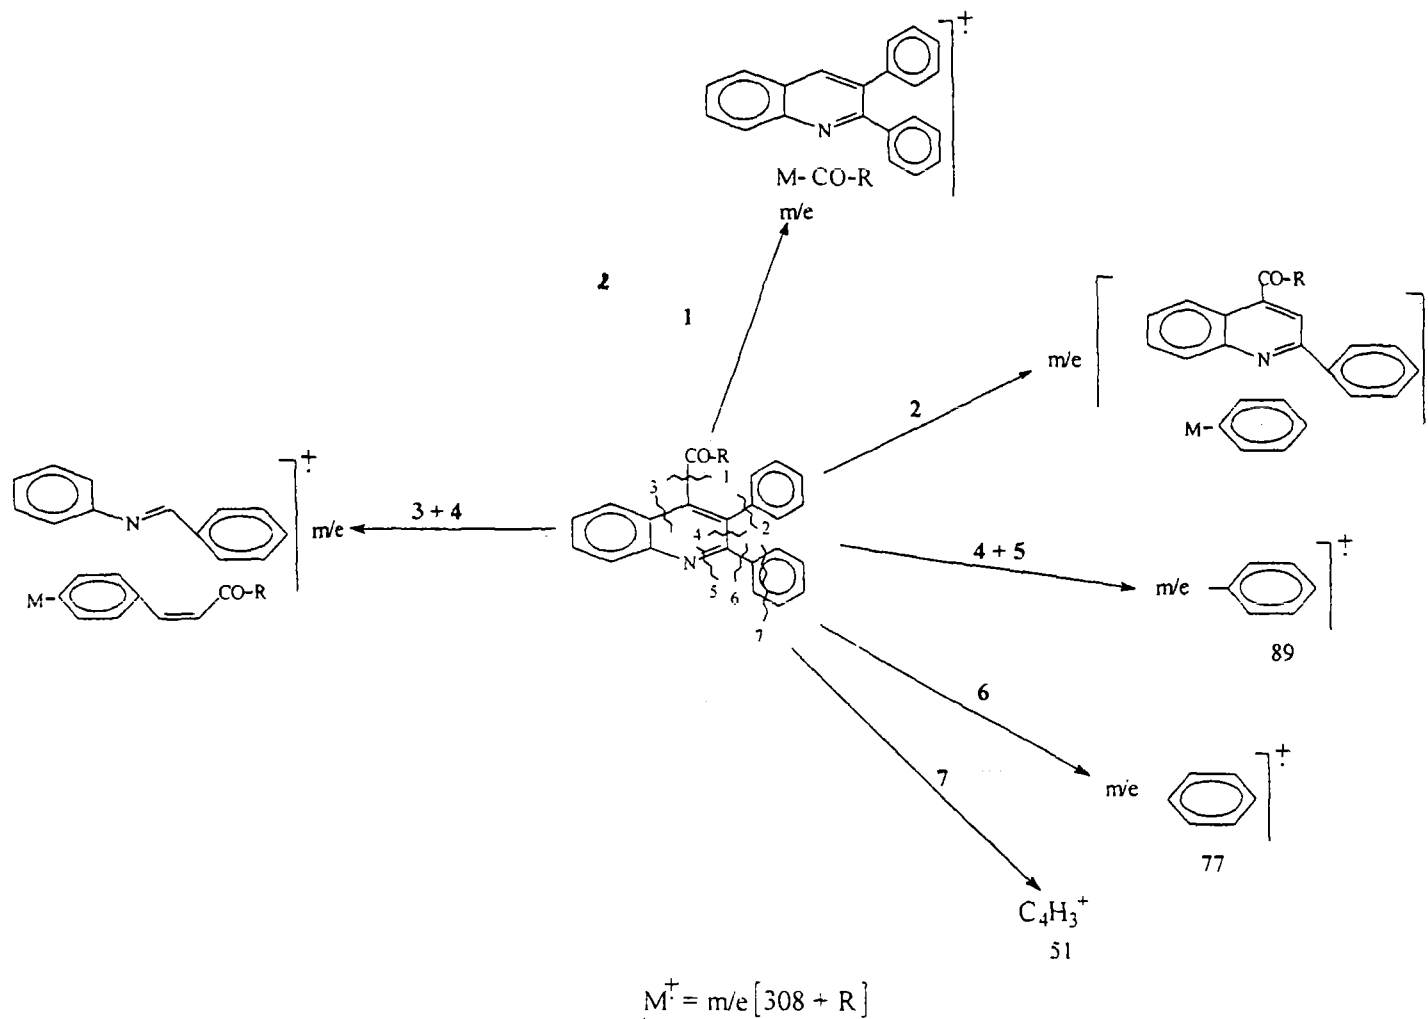 +.
N
M- CO-R
m/e
2
1
CO-R
m/e
N
M-
2
CO-R
3
1
2
4
N
5
6
7
+.
N
m/e
3 + 4
M-
CO-R
4 + 5
m/e
+.
89
6
m/e
+.
77
7
C₄H₃⁺
51
M⁺. = m/e [308 + R]